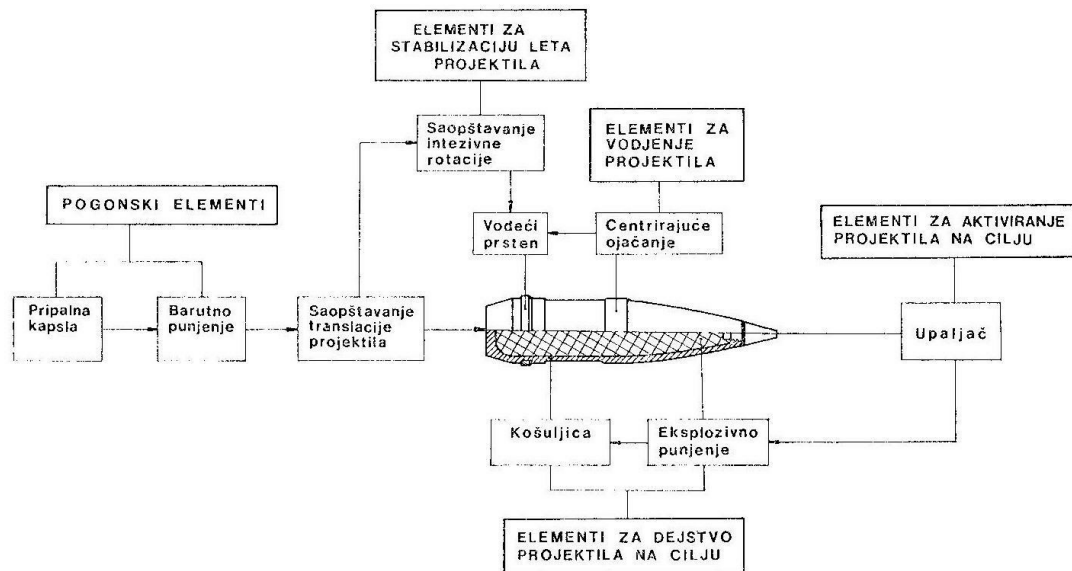 ELEMENTI ZA
STABILIZACIJU LETA
PROJEKTILA
Saopštavanje
intezivne
rotacije
ELEMENTI ZA
VODJENJE
PROJEKTILA
POGONSKI ELEMENTI
Vodeći
prsten
Centrirajuće
ojačanje
ELEMENTI ZA AKTIVIRANJE
PROJEKTILA NA CILJU
Pripalna
kapsla
Barutno
punjenje
Saopštavanje
translacije
projektila
Upaljač
Košuljica
Eksplozivno
punjenje
ELEMENTI ZA DEJSTVO
PROJEKTILA NA CILJU